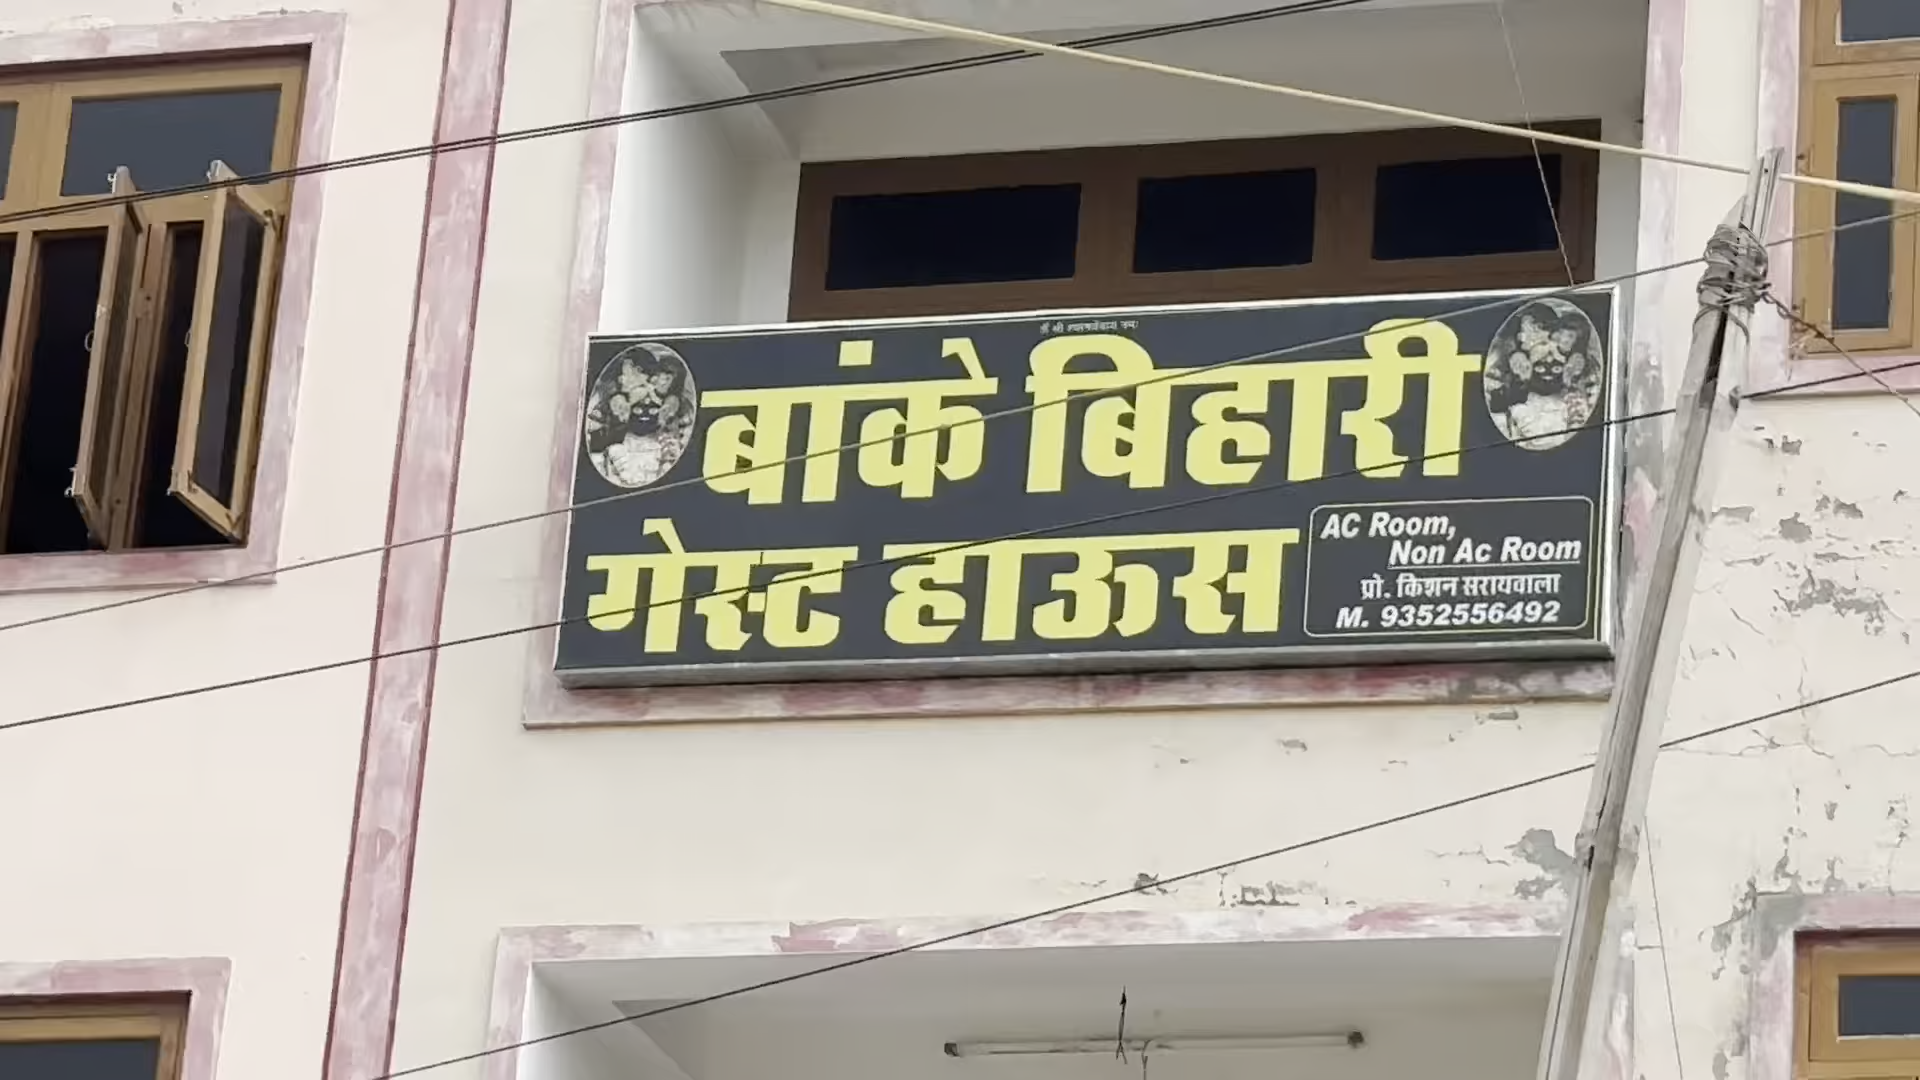 बांके बिहारी
गेस्ट हाऊस
AC Room,
Non Ac Room
प्रो. किशन सरायवाला
M. 9352556492